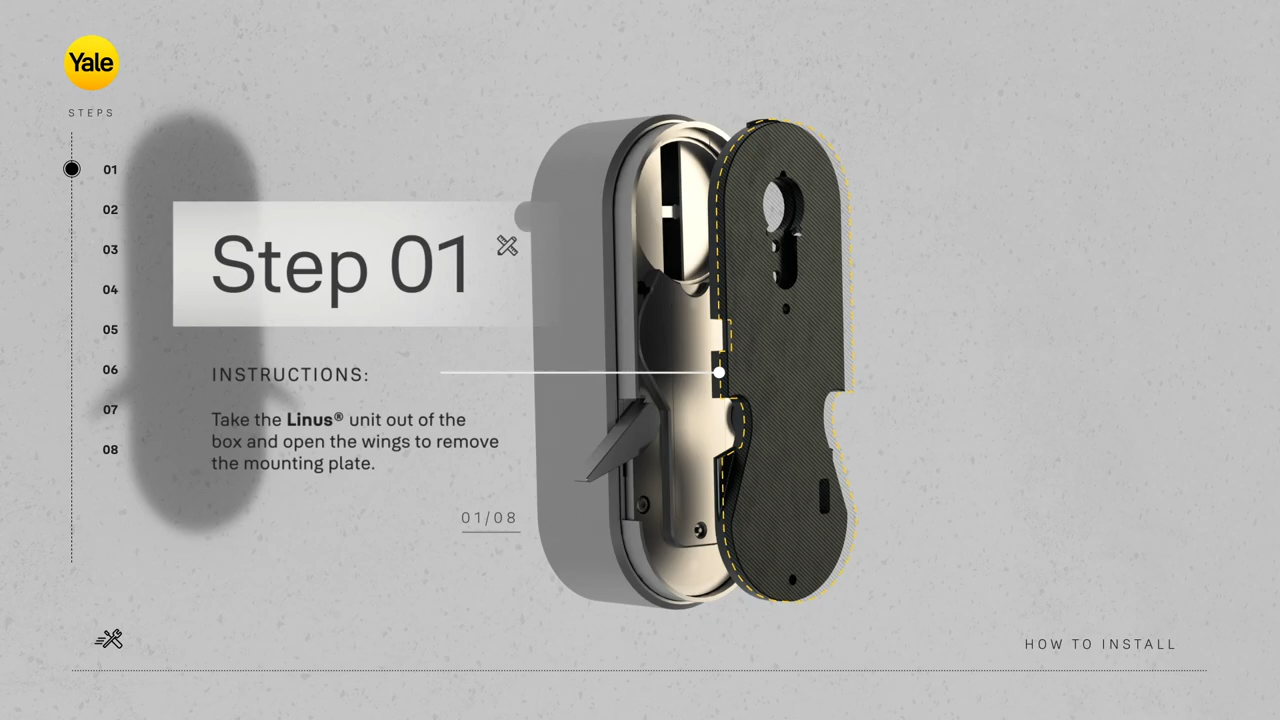 Yale
STEPS
01
02
03
04
05
06
07
08
Step 01
INSTRUCTIONS:
Take the Linus® unit out of the
box and open the wings to remove
the mounting plate.
01/08
HOW TO INSTALL